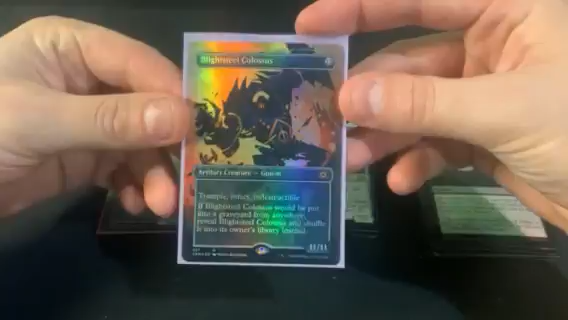 Blightsteel Colossus
Artifact Creature — Golem
Trample, infect, indestructible
If Blightsteel Colossus would be put
into a graveyard from anywhere,
reveal Blightsteel Colossus and shuffle
it into its owner's library instead.
11/11